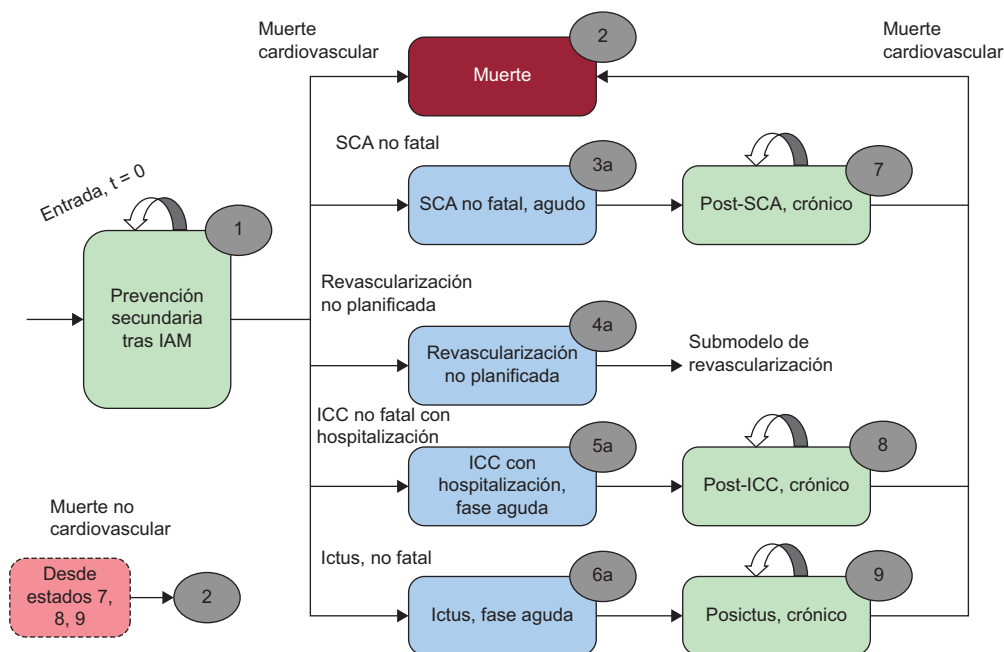 Muerte
cardiovascular
2
Muerte
cardiovascular
Muerte
SCA no fatal
Entrada, t = 0
3a
7
SCA no fatal, agudo
Post-SCA, crónico
1
Prevención
secundaria
tras IAM
Revascularización
no planificada
4a
Revascularización
no planificada
Submodelo de
revascularización
ICC no fatal con
hospitalización
5a
8
ICC con
hospitalización,
fase aguda
Post-ICC, crónico
Muerte no
cardiovascular
Ictus, no fatal
Desde
estados 7,
8, 9
2
6a
9
Ictus, fase aguda
Posictus, crónico